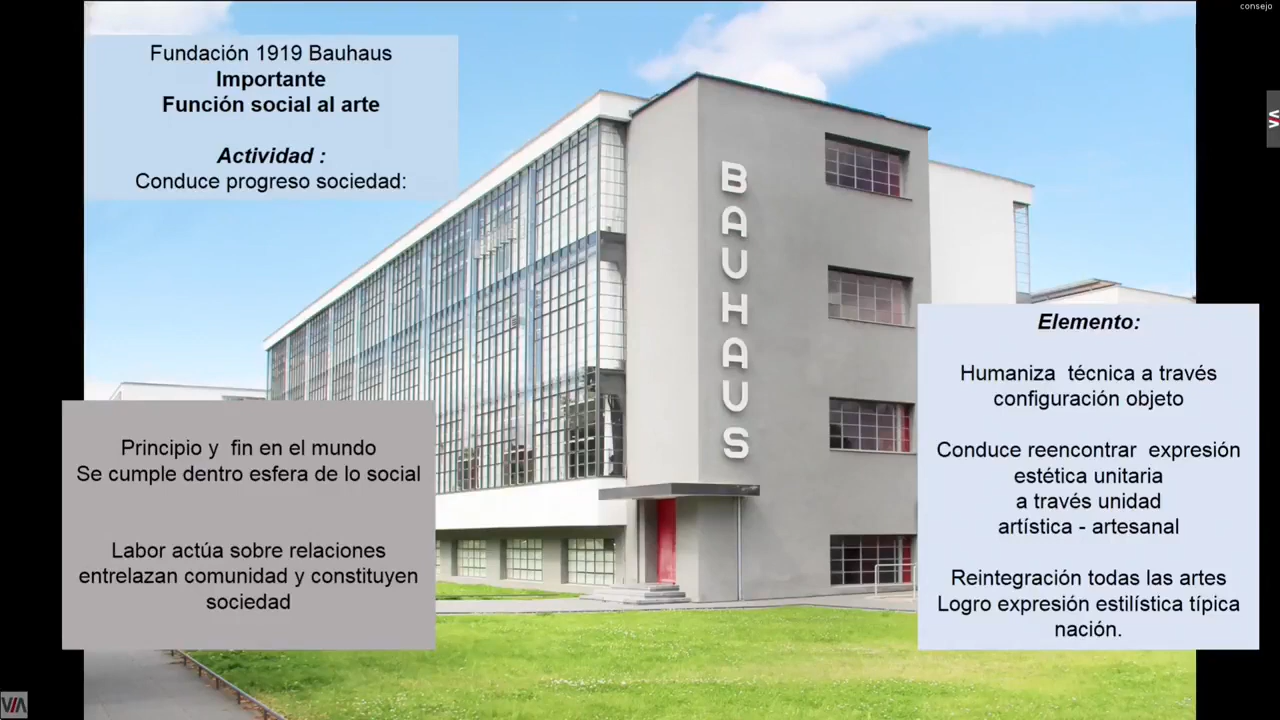 consejo
Fundación 1919 Bauhaus
Importante
Función social al arte
Actividad :
Conduce progreso sociedad:
BAUHAUS
Principio y fin en el mundo
Se cumple dentro esfera de lo social
Labor actúa sobre relaciones
entrelazan comunidad y constituyen
sociedad
Elemento:
Humaniza técnica a través
configuración objeto
Conduce reencontrar expresión
estética unitaria
a través unidad
artística - artesanal
Reintegración todas las artes
Logro expresión estilística típica
nación.
VIA